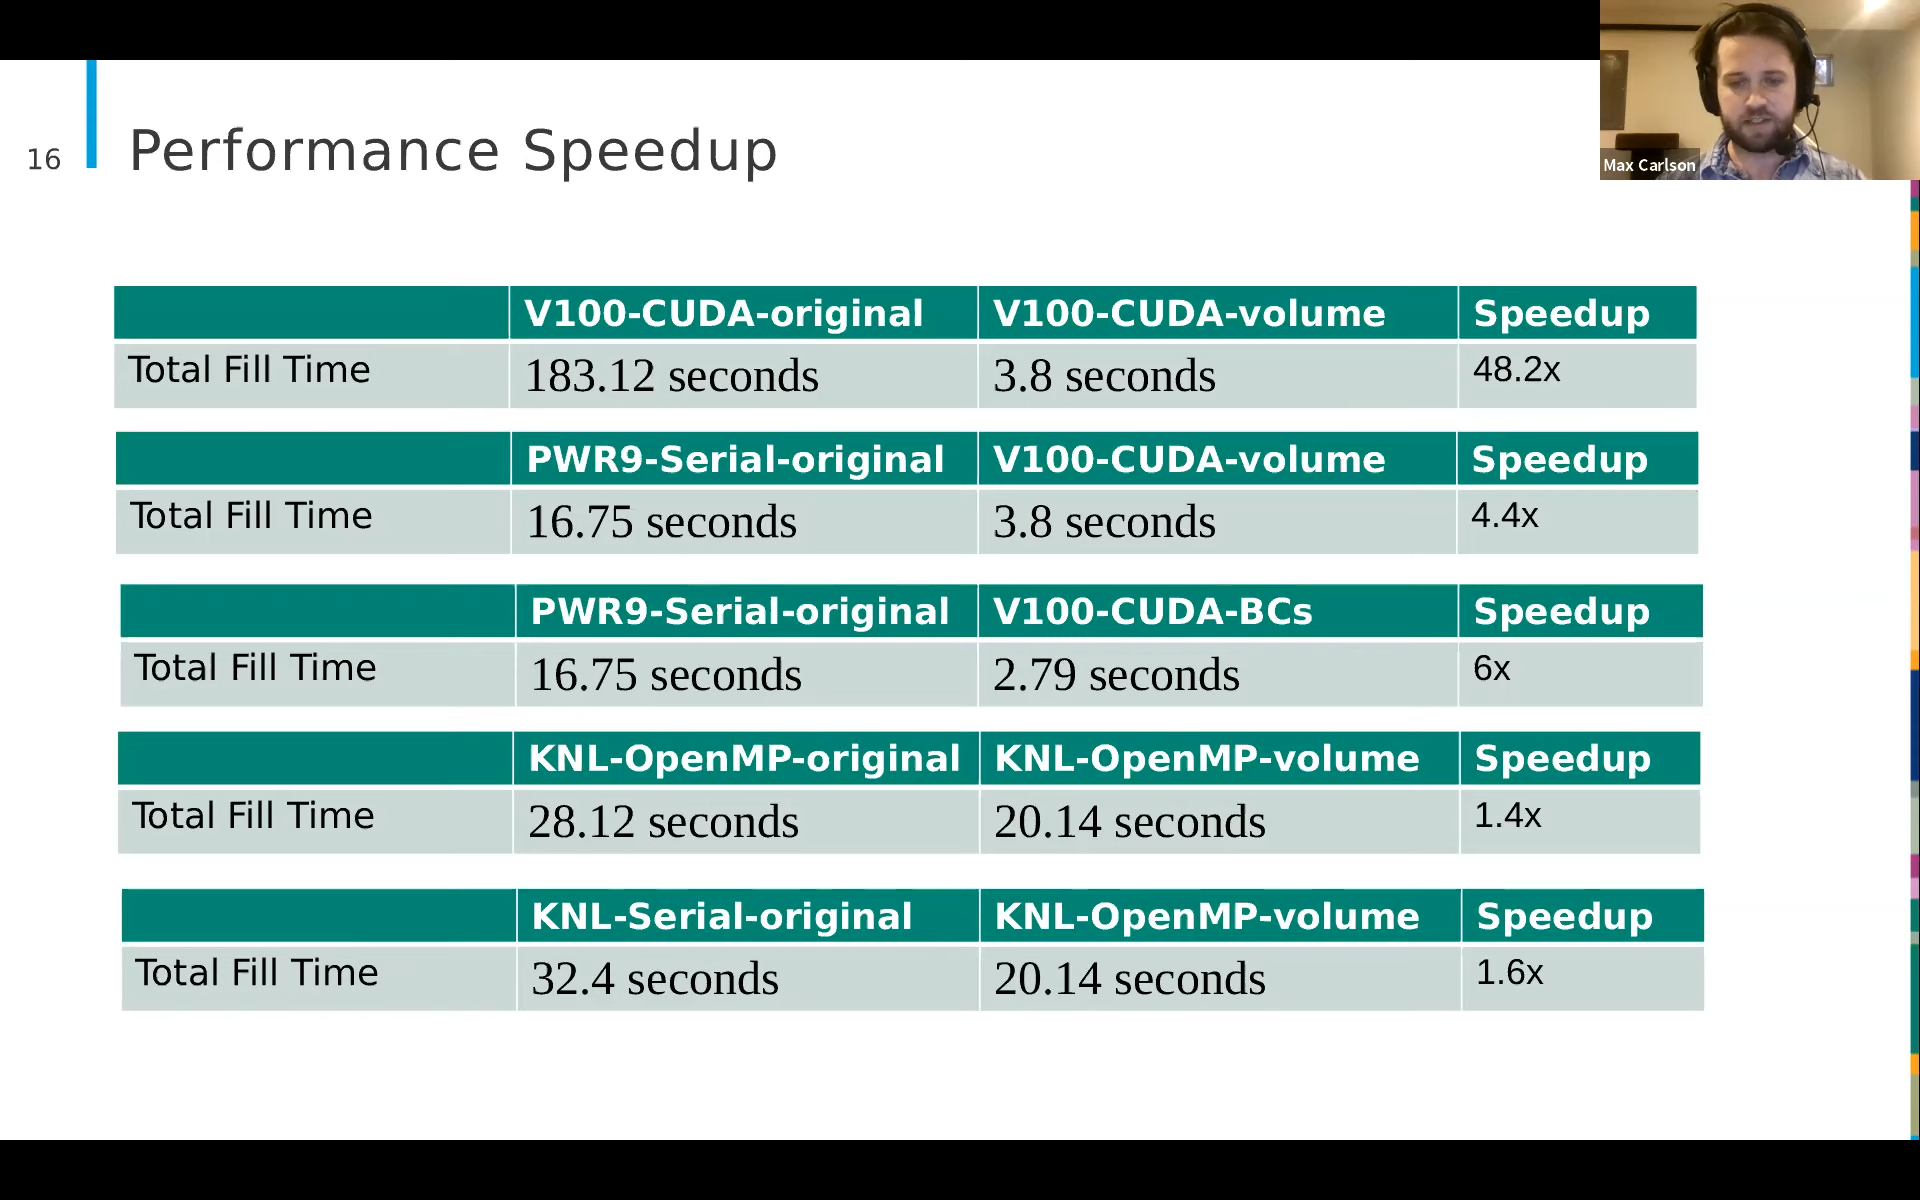 Max Carlson
16
Performance Speedup
V100-CUDA-original V100-CUDA-volume Speedup
Total Fill Time 183.12 seconds 3.8 seconds 48.2x
PWR9-Serial-original V100-CUDA-volume Speedup
Total Fill Time 16.75 seconds 3.8 seconds 4.4x
PWR9-Serial-original V100-CUDA-BCs Speedup
Total Fill Time 16.75 seconds 2.79 seconds 6x
KNL-OpenMP-original KNL-OpenMP-volume Speedup
Total Fill Time 28.12 seconds 20.14 seconds 1.4x
KNL-Serial-original KNL-OpenMP-volume Speedup
Total Fill Time 32.4 seconds 20.14 seconds 1.6x